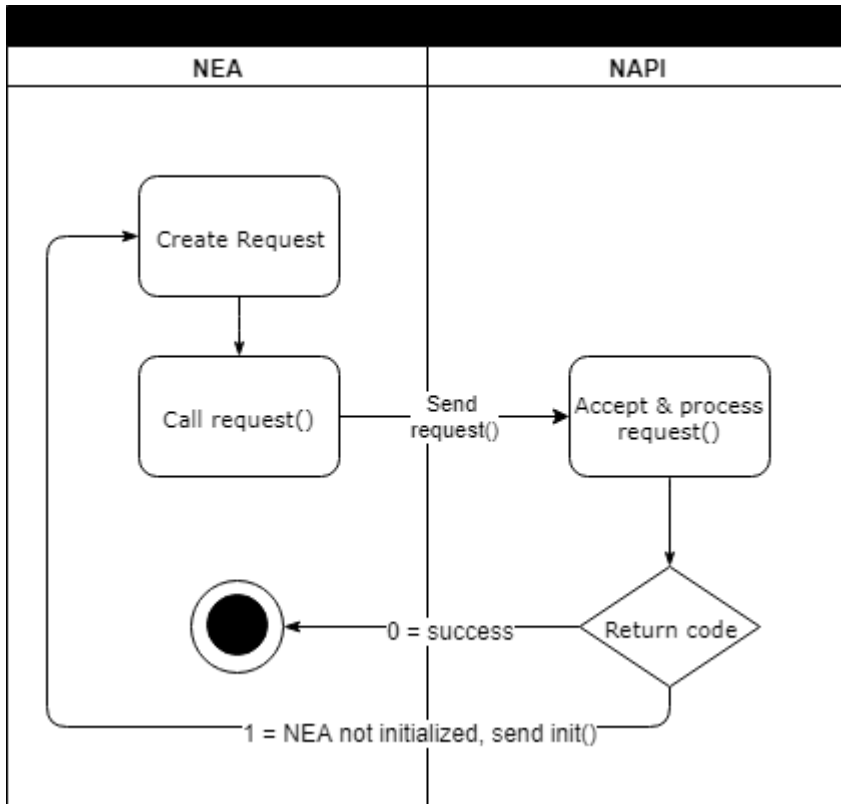 NEA
NAPI
Create Request
Call request()
Send
request()
Accept & process
request()
Return code
0 = success
1 = NEA not initialized, send init()